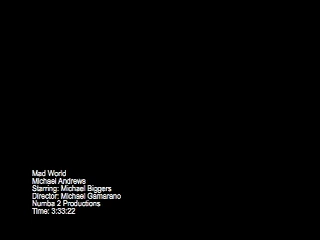 Mad World
Michael Andrews
Starring: Michael Biggers
Director: Michael Gamarano
Numba 2 Productions
Time: 3:33:22